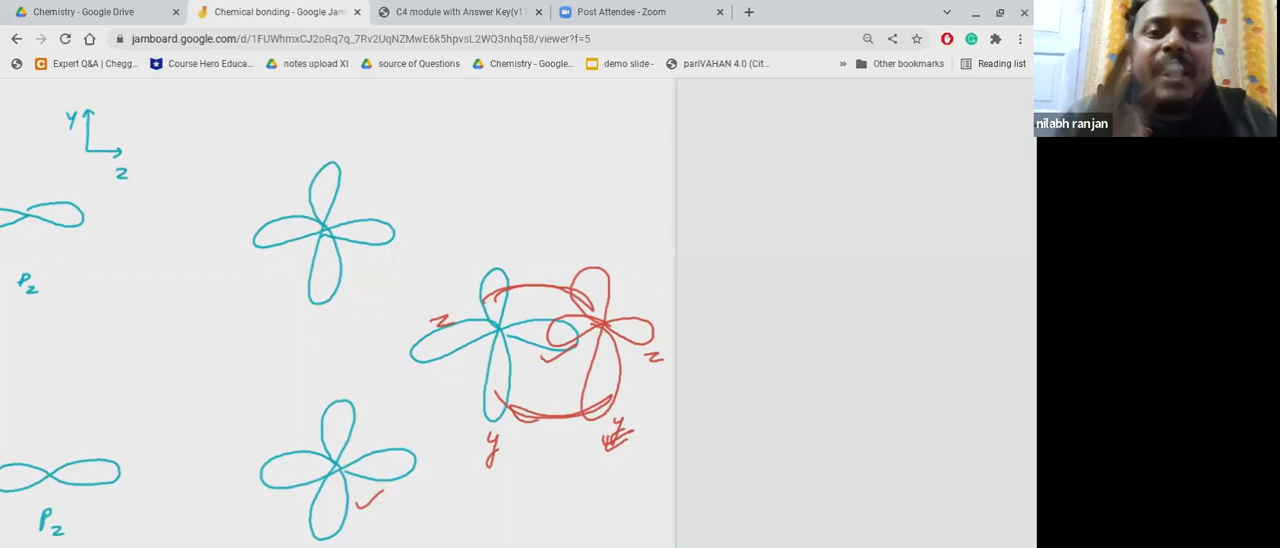 Chemistry - Google Drive
Chemical bonding - Google Jam
C4 module with Answer Key(v1
Post Attendee - Zoom
jamboard.google.com/d/1FUWhmxCJ2oRq7q_7Rv2UqNZMwE6k5hpvsL2WQ3nhq58/viewer?f=5
Expert Q&A | Chegg...
Course Hero Educa...
notes upload XI
source of Questions
Chemistry - Google...
demo slide -
pariVAHAN 4.0 (Cit...
»
Other bookmarks
Reading list
nilabh ranjan
y
z
Pz
z
z
y
y
Pz